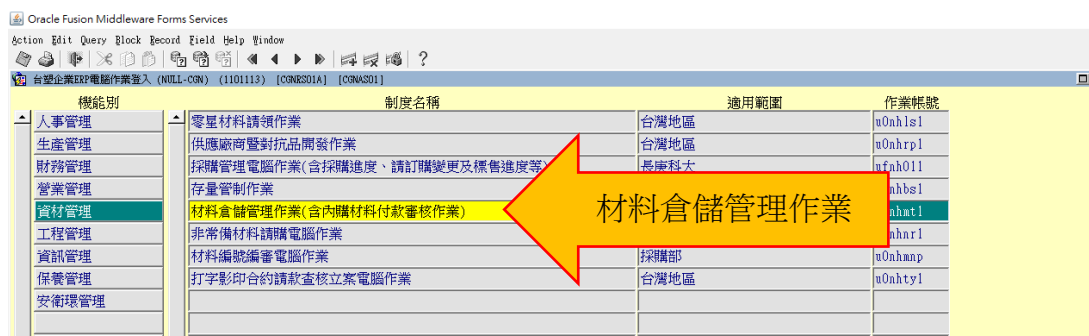 Oracle Fusion Middleware Forms Services
Action Edit Query Block Record Field Help Window
台塑企業ERP電腦作業登入 (NULL-CGN) (1101113) [CGNRS01A] [CGNAS01]
機能別 制度名稱 適用範圍 作業帳號
人事管理 零星材料請領作業 台灣地區 u0nhls1
生產管理 供應廠商暨對抗品開發作業 台灣地區 u0nhrp1
財務管理 採購管理電腦作業(含採購進度、請訂購變更及標售進度等) 長庚科大 ufnh011
營業管理 存量管制作業 nhbs1
資材管理 材料倉儲管理作業(含內購材料付款審核作業) nhmt1
材料倉儲管理作業
工程管理 非常備材料請購電腦作業 nhnr1
資訊管理 材料編號編審電腦作業 採購部 u0nhmnp
保養管理 打字影印合約請款查核立案電腦作業 台灣地區 u0nhty1
安衛環管理